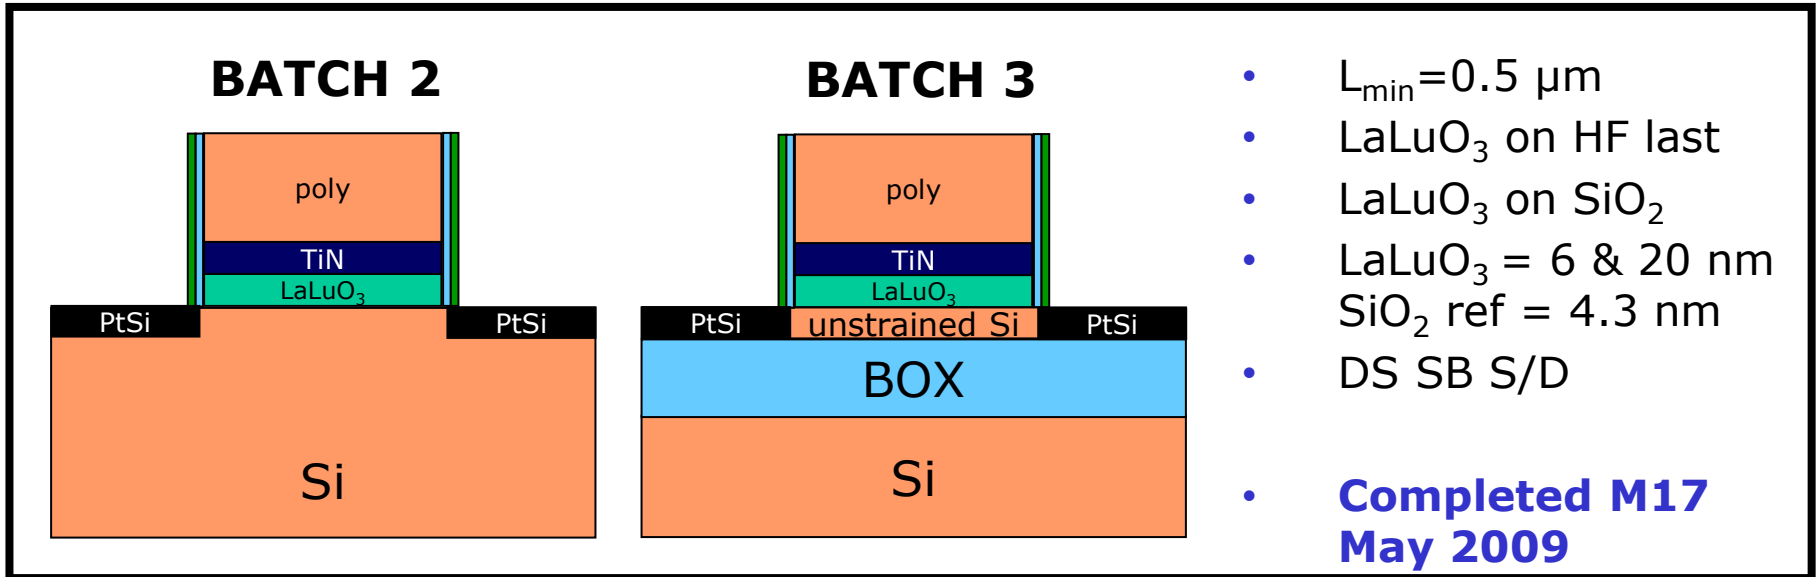 BATCH 2
poly
TiN
LaLuO₃
PtSi
PtSi
Si
BATCH 3
poly
TiN
LaLuO₃
PtSi
unstrained Si
PtSi
BOX
Si
• Lₘᵢₙ=0.5 µm
• LaLuO₃ on HF last
• LaLuO₃ on SiO₂
• LaLuO₃ = 6 & 20 nm
SiO₂ ref = 4.3 nm
• DS SB S/D
• Completed M17
May 2009